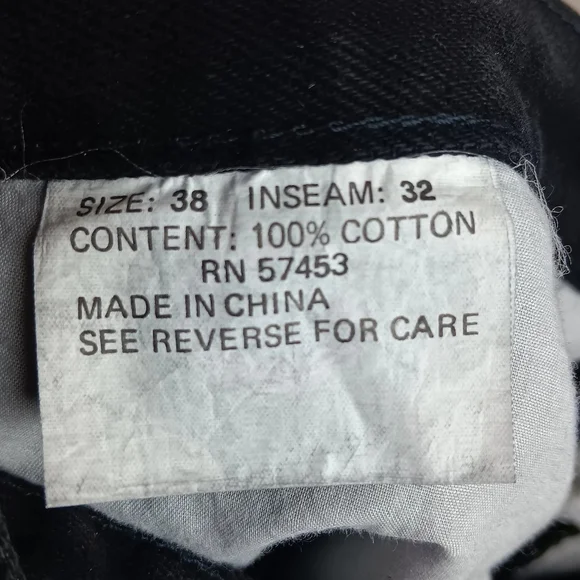 SIZE: 38 INSEAM: 32
CONTENT: 100% COTTON
RN 57453
MADE IN CHINA
SEE REVERSE FOR CARE